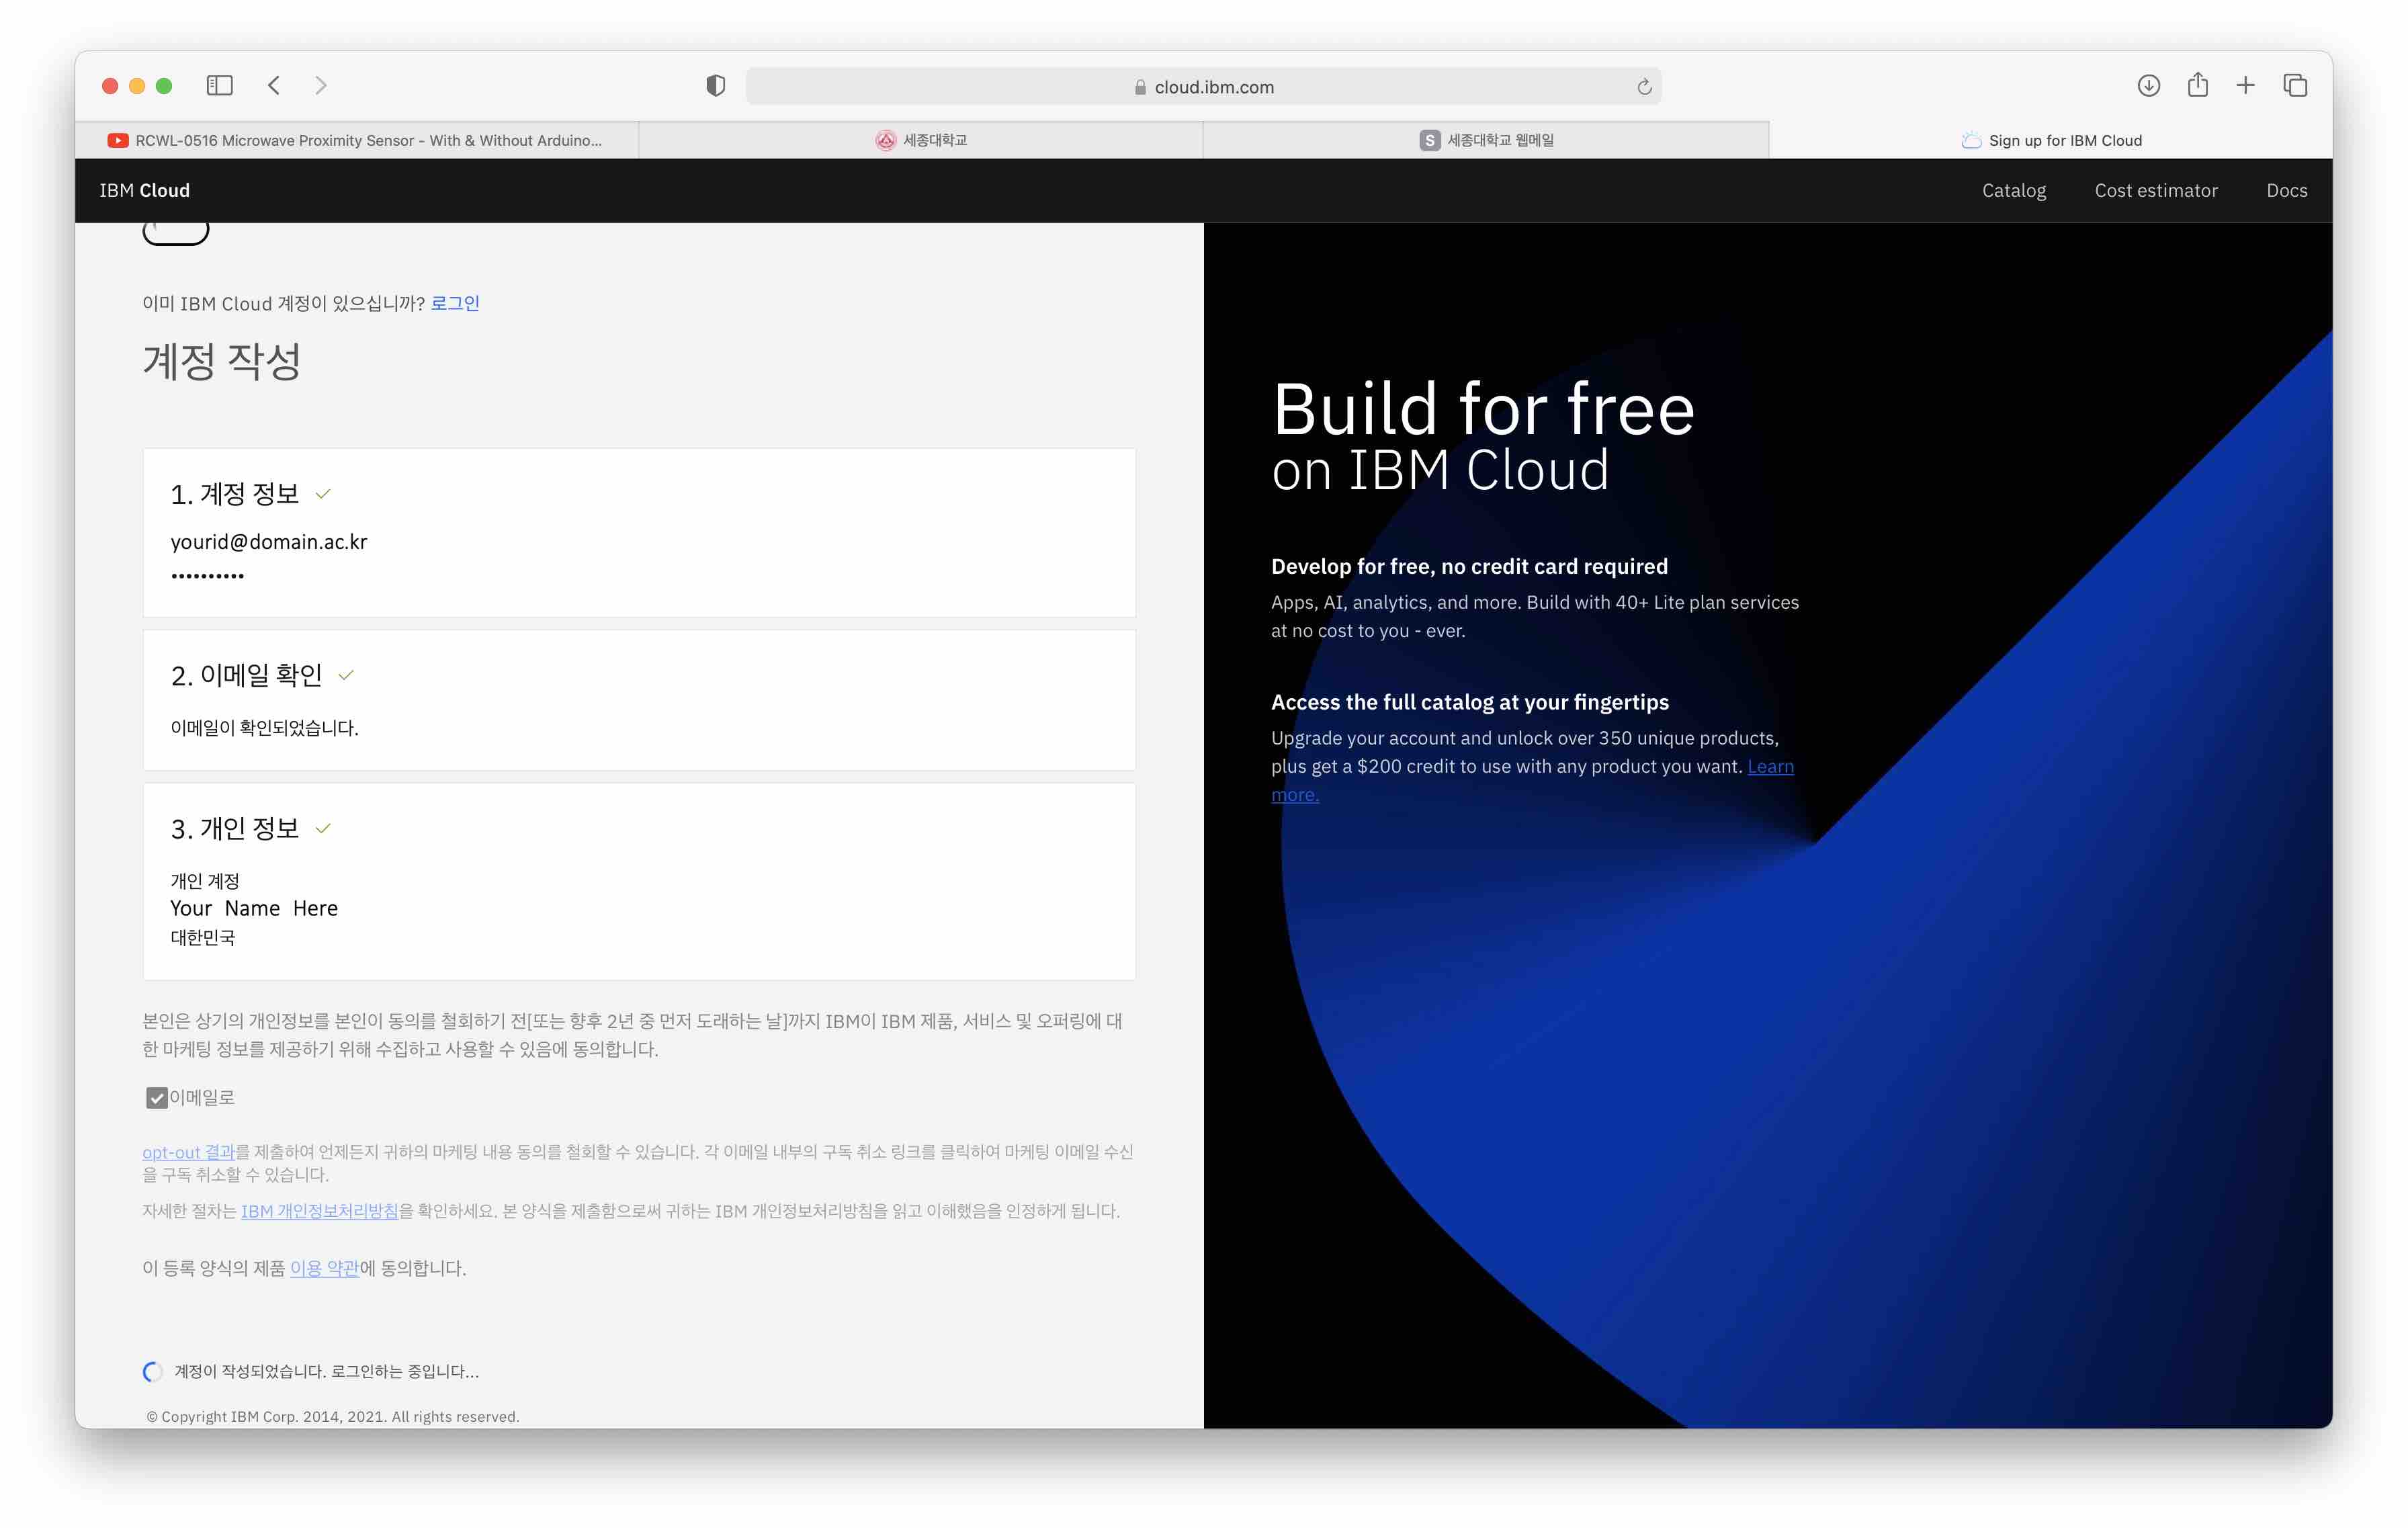 cloud.ibm.com
RCWL-0516 Microwave Proximity Sensor - With & Without Arduino...
세종대학교
S 세종대학교 웹메일
Sign up for IBM Cloud
IBM Cloud
Catalog
Cost estimator
Docs
이미 IBM Cloud 계정이 있으십니까? 로그인
계정 작성
1. 계정 정보
yourid@domain.ac.kr
••••••••••
2. 이메일 확인
이메일이 확인되었습니다.
3. 개인 정보
개인 계정
Your Name Here
대한민국
본인은 상기의 개인정보를 본인이 동의를 철회하기 전[또는 향후 2년 중 먼저 도래하는 날]까지 IBM이 IBM 제품, 서비스 및 오퍼링에 대
한 마케팅 정보를 제공하기 위해 수집하고 사용할 수 있음에 동의합니다.
이메일로
opt-out 결과를 제출하여 언제든지 귀하의 마케팅 내용 동의를 철회할 수 있습니다. 각 이메일 내부의 구독 취소 링크를 클릭하여 마케팅 이메일 수신
을 구독 취소할 수 있습니다.
자세한 절차는 IBM 개인정보처리방침을 확인하세요. 본 양식을 제출함으로써 귀하는 IBM 개인정보처리방침을 읽고 이해했음을 인정하게 됩니다.
이 등록 양식의 제품 이용 약관에 동의합니다.
계정이 작성되었습니다. 로그인하는 중입니다...
© Copyright IBM Corp. 2014, 2021. All rights reserved.
Build for free
on IBM Cloud
Develop for free, no credit card required
Apps, AI, analytics, and more. Build with 40+ Lite plan services
at no cost to you - ever.
Access the full catalog at your fingertips
Upgrade your account and unlock over 350 unique products,
plus get a $200 credit to use with any product you want. Learn
more.